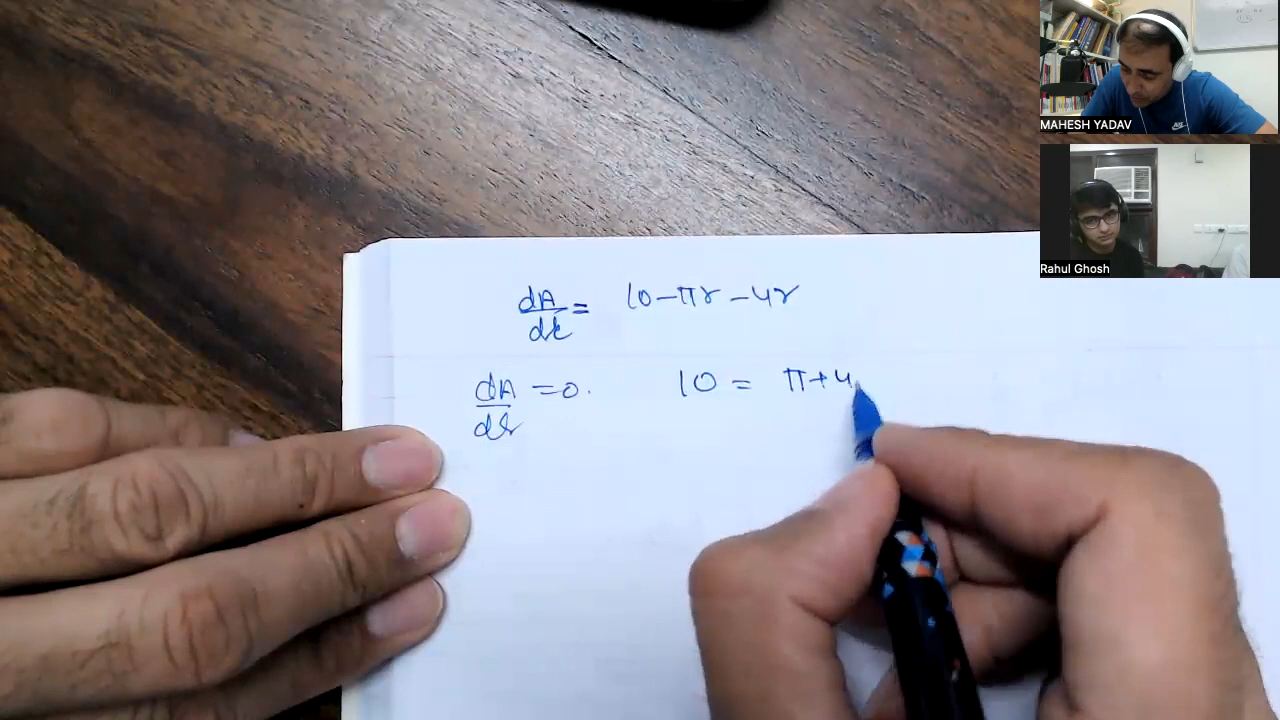 MAHESH YADAV
Rahul Ghosh
dA/dr = 10-πr-4r
dA/dr =0. 10 = π+4